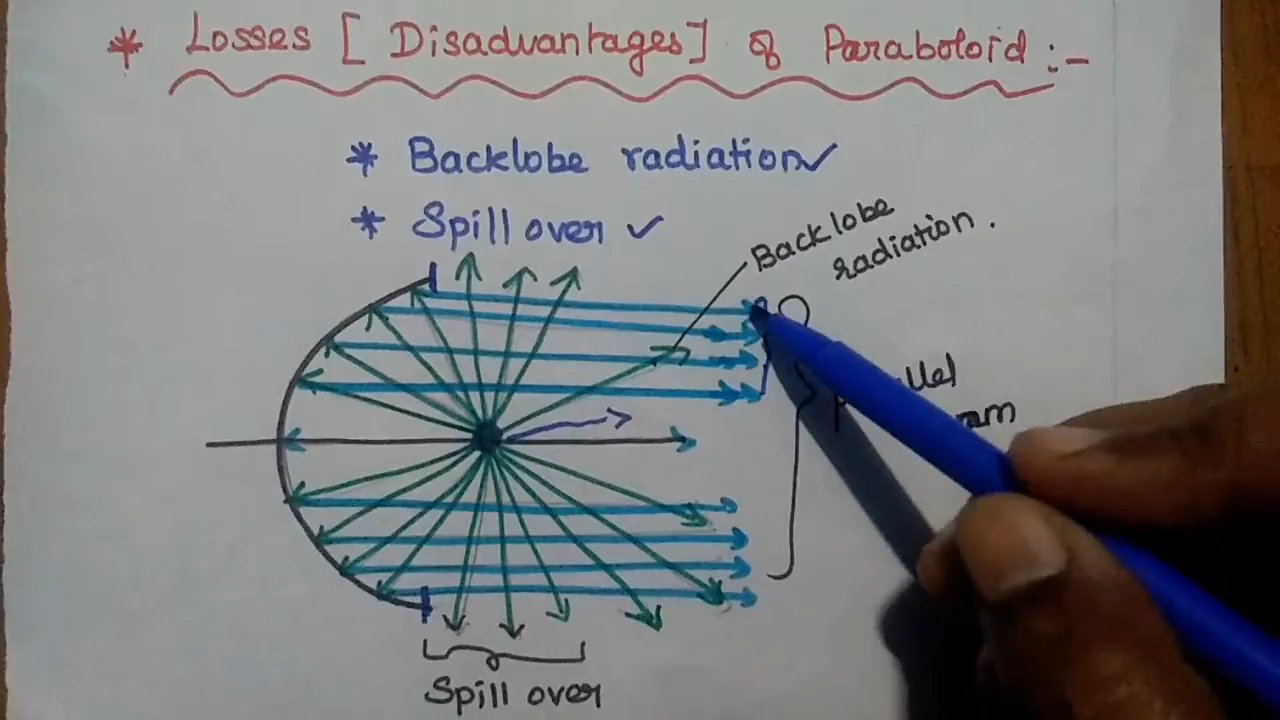 * Losses [ Disadvantages] of Paraboloid :-
* Backlobe radiation ✓
* Spill over ✓
Backlobe
radiation .
Spill over